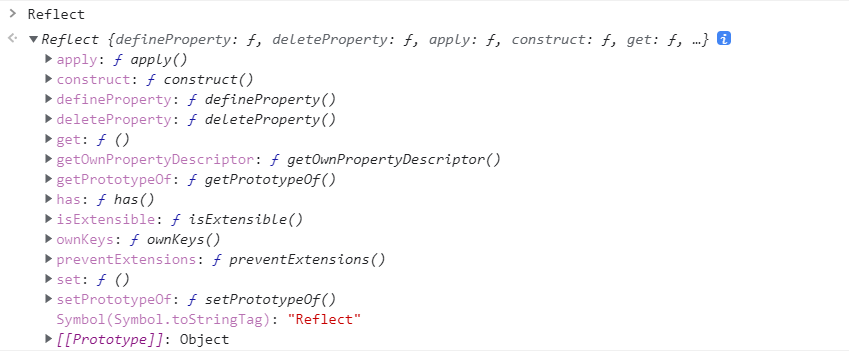 > Reflect
Reflect {defineProperty: ƒ, deleteProperty: ƒ, apply: ƒ, construct: ƒ, get: ƒ, …} i
apply: ƒ apply()
construct: ƒ construct()
defineProperty: ƒ defineProperty()
deleteProperty: ƒ deleteProperty()
get: ƒ ()
getOwnPropertyDescriptor: ƒ getOwnPropertyDescriptor()
getPrototypeOf: ƒ getPrototypeOf()
has: ƒ has()
isExtensible: ƒ isExtensible()
ownKeys: ƒ ownKeys()
preventExtensions: ƒ preventExtensions()
set: ƒ ()
setPrototypeOf: ƒ setPrototypeOf()
Symbol(Symbol.toStringTag): "Reflect"
[[Prototype]]: Object